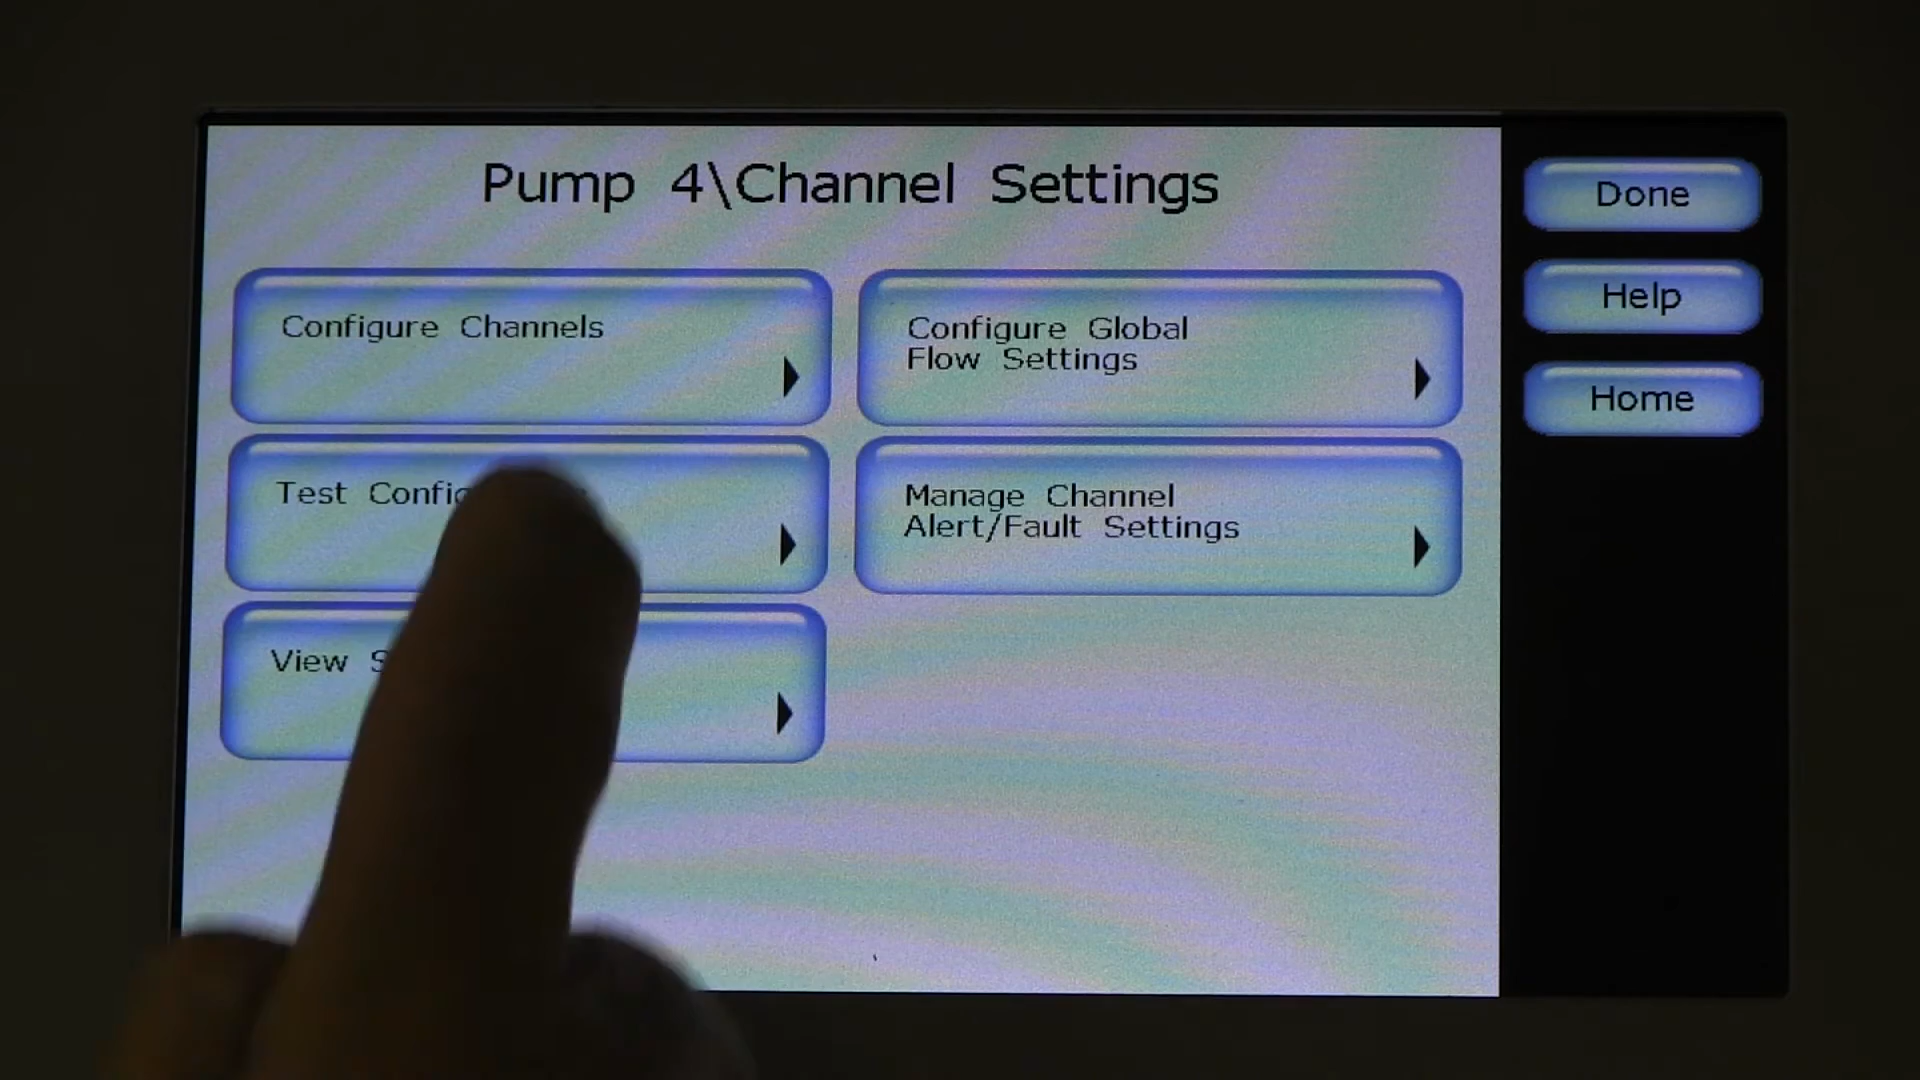 Pump 4\Channel Settings
Done
Help
Home
Configure Channels
Configure Global
Flow Settings
Test
Manage Channel
Alert/Fault Settings
View